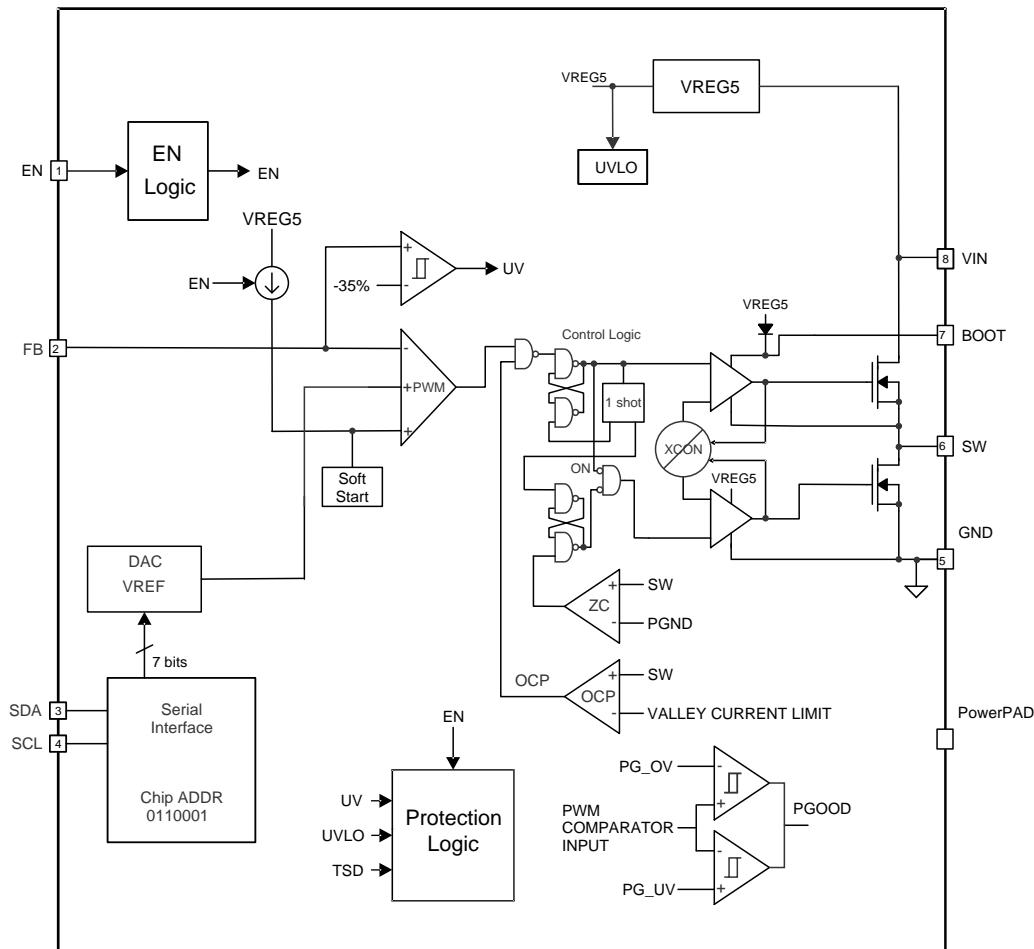 VREG5
VREG5
UVLO
EN
1
EN
Logic
EN
VREG5
EN
+
-35%
-
UV
8
VIN
FB
2
-
+
PWM
+
Soft
Start
Control Logic
1 shot
ON
VREG5
7
BOOT
XCON
VREG5
6
SW
GND
5
DAC
VREF
7 bits
ZC
+
-
SW
PGND
OCP
OCP
+
-
SW
VALLEY CURRENT LIMIT
SDA
3
SCL
4
Serial
Interface
Chip ADDR
0110001
PowerPAD
EN
UV
UVLO
TSD
Protection
Logic
PG_OV
-
+
PWM
COMPARATOR
INPUT
PGOOD
-
+
PG_UV